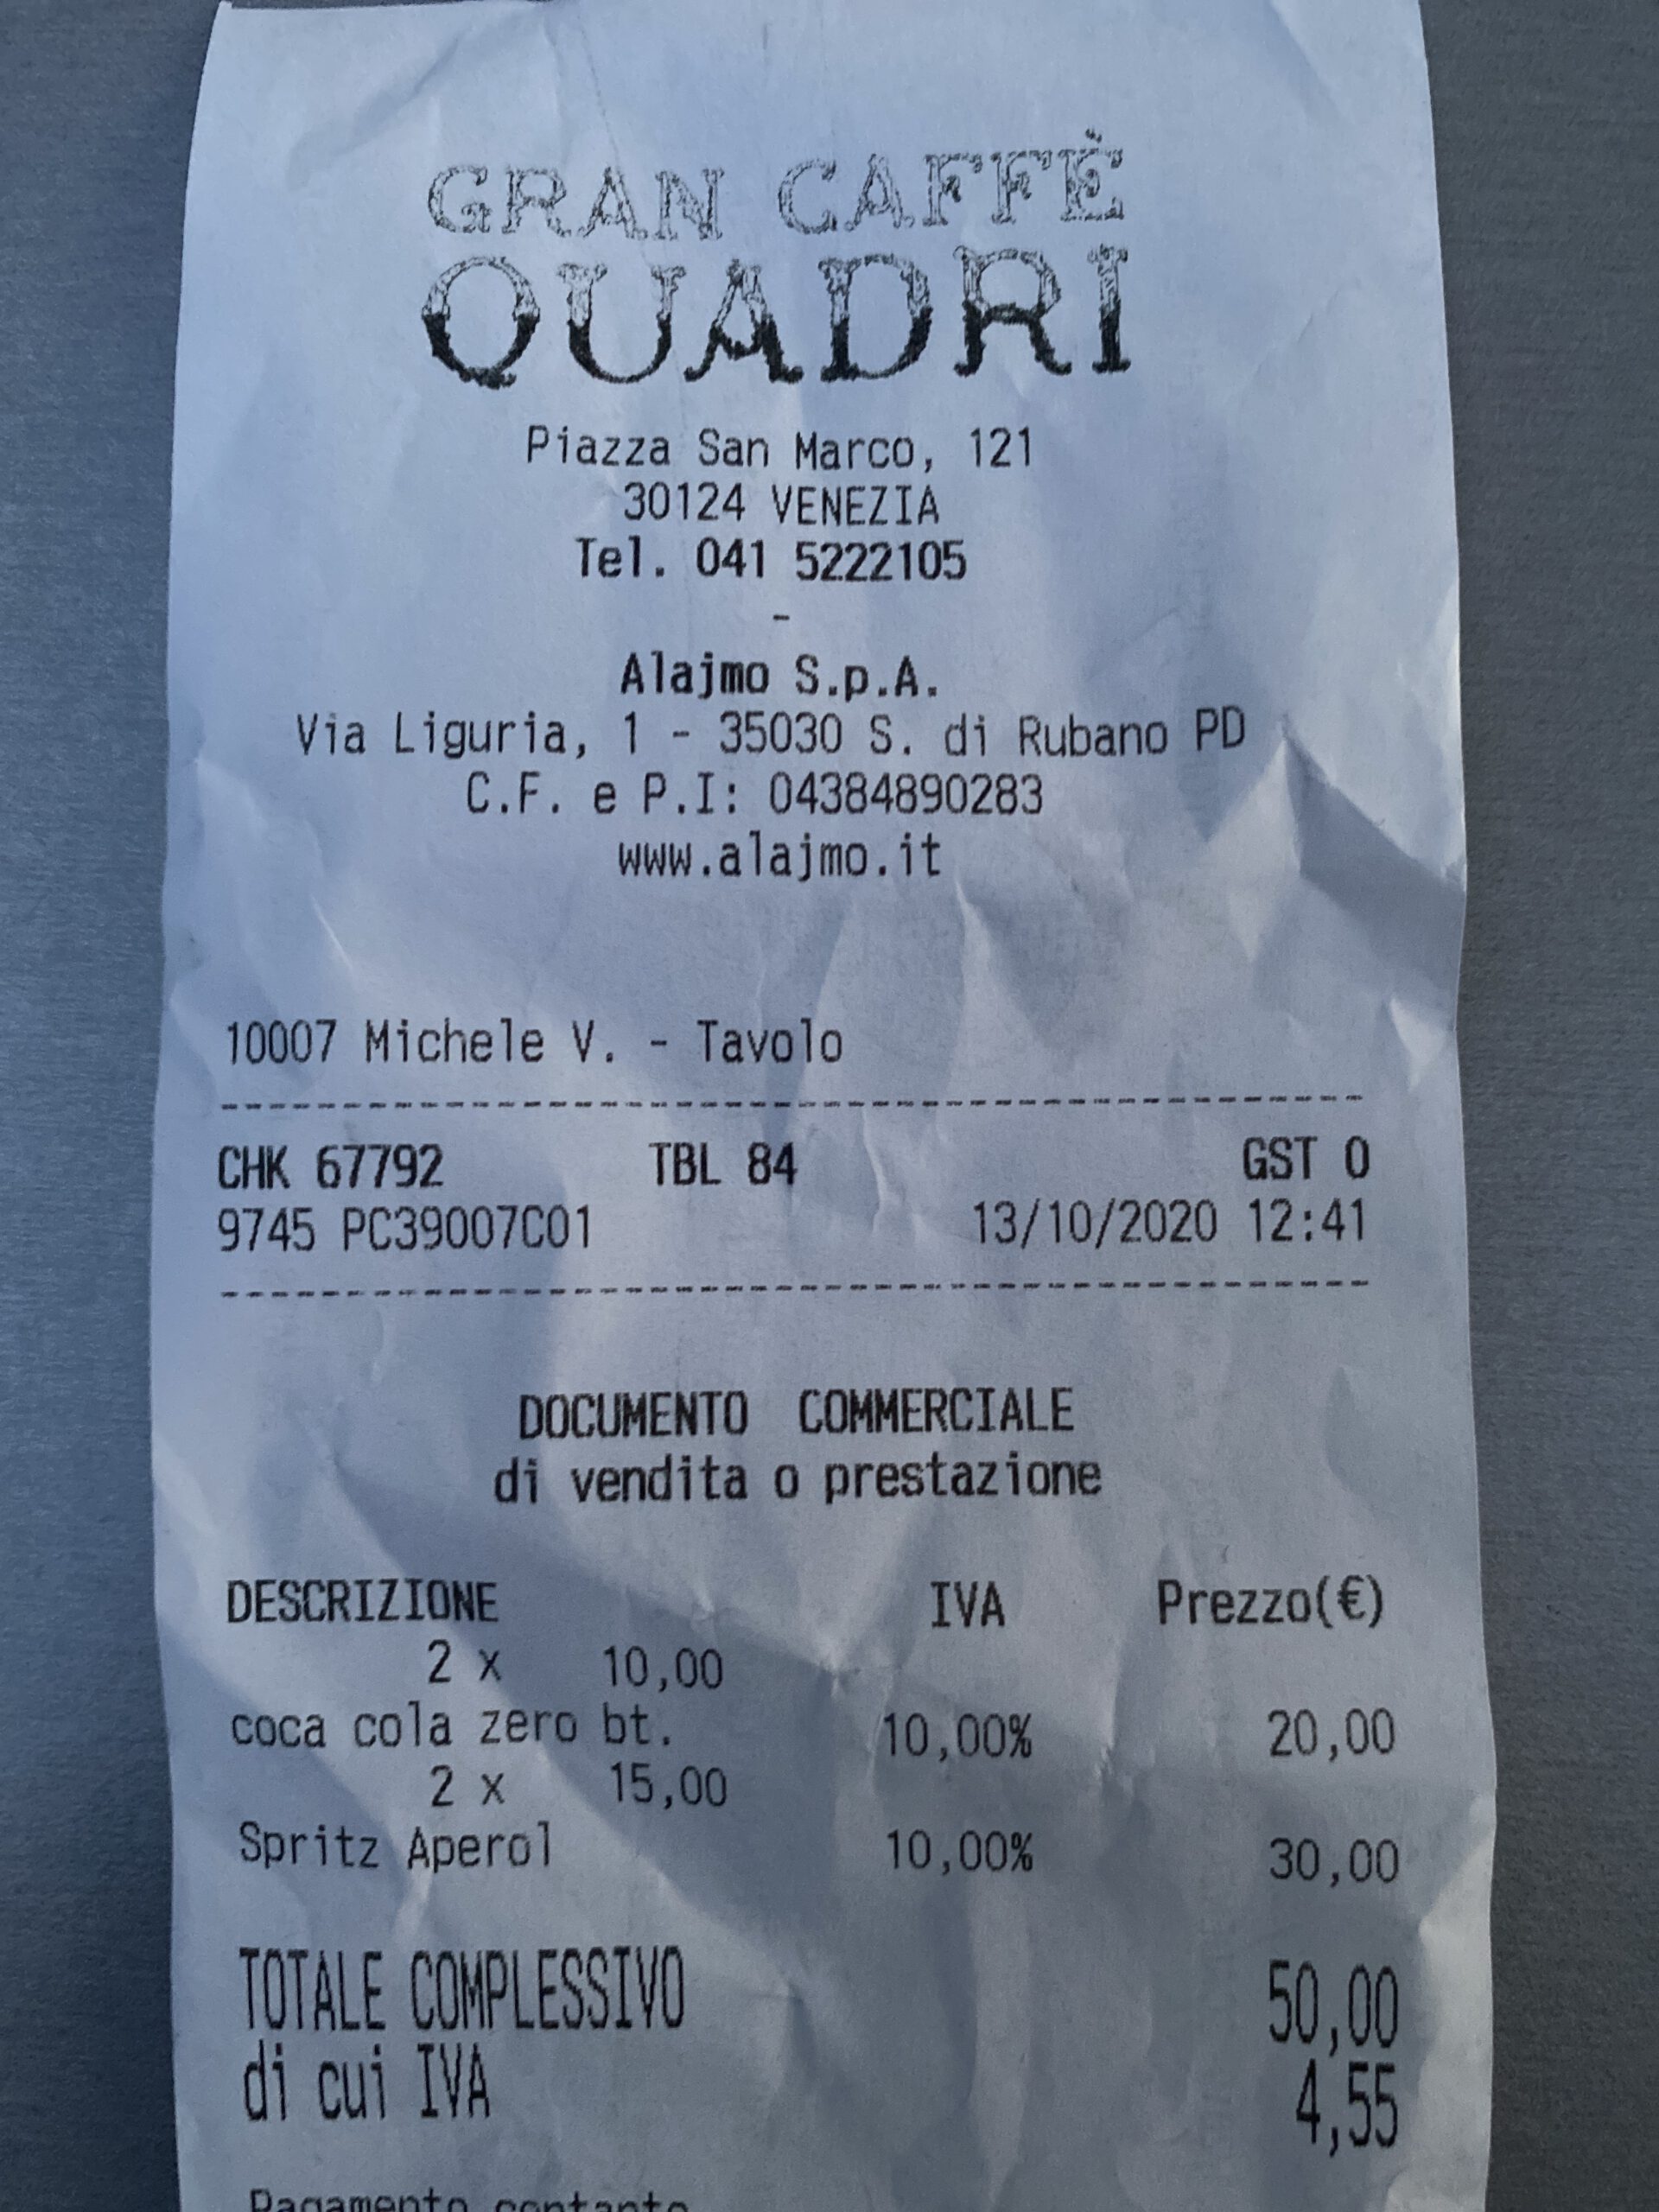 GRAN CAFFÈ
QUADRI
Piazza San Marco, 121
30124 VENEZIA
Tel. 041 5222105
-
Alajmo S.p.A.
Via Liguria, 1 - 35030 S. di Rubano PD
C.F. e P.I: 04384890283
www.alajmo.it
10007 Michele V. - Tavolo
CHK 67792 TBL 84 GST 0
9745 PC39007C01 13/10/2020 12:41
DOCUMENTO COMMERCIALE
di vendita o prestazione
DESCRIZIONE IVA Prezzo(€)
2 x 10,00
coca cola zero bt. 10,00% 20,00
2 x 15,00
Spritz Aperol 10,00% 30,00
TOTALE COMPLESSIVO 50,00
di cui IVA 4,55
Pagamento contante